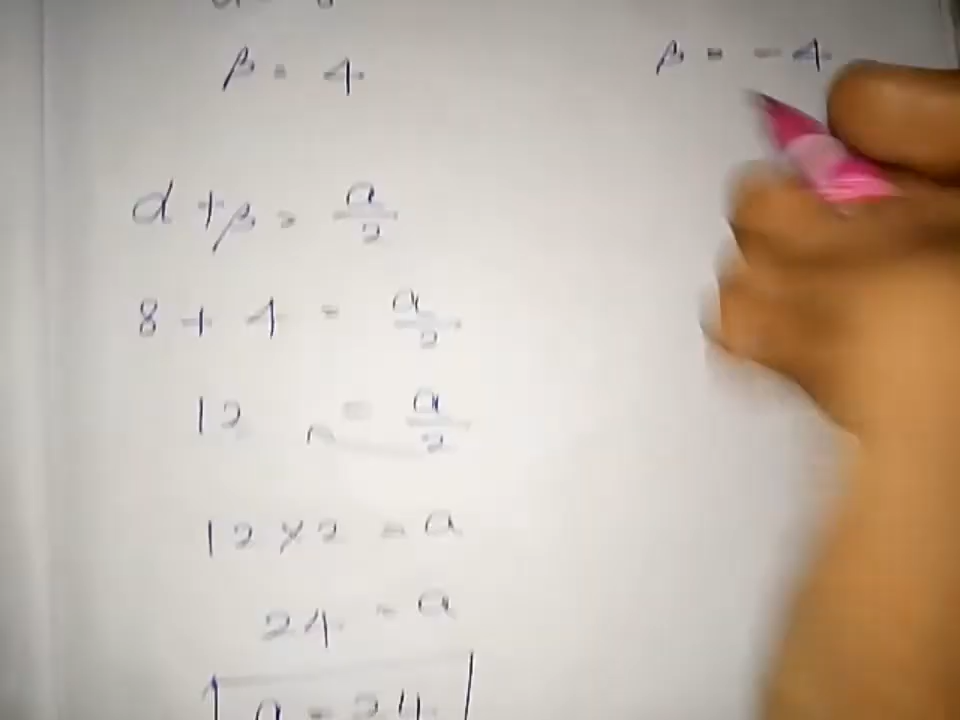 β = 4
β = - 4
α + β = a/2
8 + 4 = a/2
12 = a/2
12 × 2 = a
24 = a
a = 24